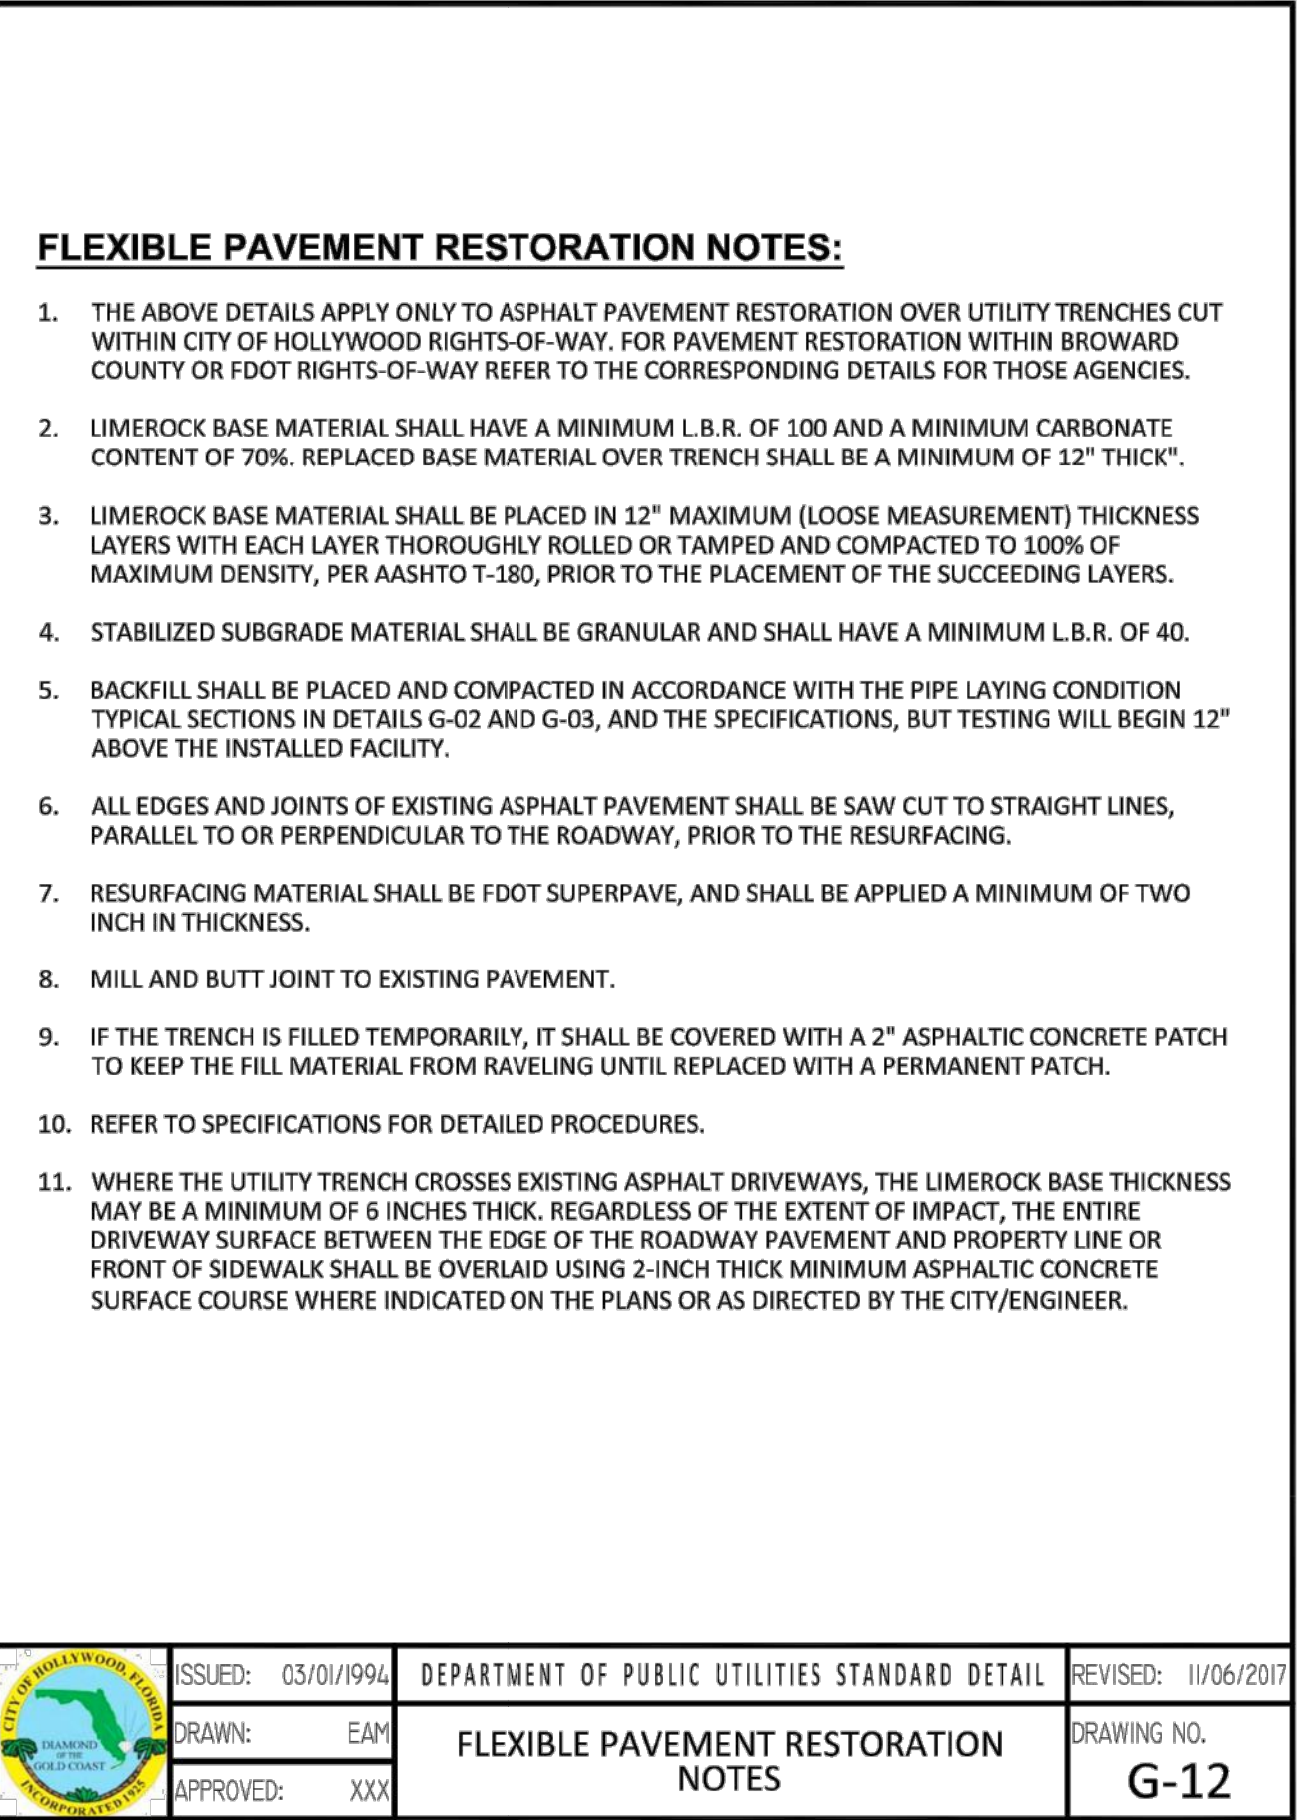 FLEXIBLE PAVEMENT RESTORATION NOTES:
1. THE ABOVE DETAILS APPLY ONLY TO ASPHALT PAVEMENT RESTORATION OVER UTILITY TRENCHES CUT
WITHIN CITY OF HOLLYWOOD RIGHTS-OF-WAY. FOR PAVEMENT RESTORATION WITHIN BROWARD
COUNTY OR FDOT RIGHTS-OF-WAY REFER TO THE CORRESPONDING DETAILS FOR THOSE AGENCIES.
2. LIMEROCK BASE MATERIAL SHALL HAVE A MINIMUM L.B.R. OF 100 AND A MINIMUM CARBONATE
CONTENT OF 70%. REPLACED BASE MATERIAL OVER TRENCH SHALL BE A MINIMUM OF 12" THICK".
3. LIMEROCK BASE MATERIAL SHALL BE PLACED IN 12" MAXIMUM (LOOSE MEASUREMENT) THICKNESS
LAYERS WITH EACH LAYER THOROUGHLY ROLLED OR TAMPED AND COMPACTED TO 100% OF
MAXIMUM DENSITY, PER AASHTO T-180, PRIOR TO THE PLACEMENT OF THE SUCCEEDING LAYERS.
4. STABILIZED SUBGRADE MATERIAL SHALL BE GRANULAR AND SHALL HAVE A MINIMUM L.B.R. OF 40.
5. BACKFILL SHALL BE PLACED AND COMPACTED IN ACCORDANCE WITH THE PIPE LAYING CONDITION
TYPICAL SECTIONS IN DETAILS G-02 AND G-03, AND THE SPECIFICATIONS, BUT TESTING WILL BEGIN 12"
ABOVE THE INSTALLED FACILITY.
6. ALL EDGES AND JOINTS OF EXISTING ASPHALT PAVEMENT SHALL BE SAW CUT TO STRAIGHT LINES,
PARALLEL TO OR PERPENDICULAR TO THE ROADWAY, PRIOR TO THE RESURFACING.
7. RESURFACING MATERIAL SHALL BE FDOT SUPERPAVE, AND SHALL BE APPLIED A MINIMUM OF TWO
INCH IN THICKNESS.
8. MILL AND BUTT JOINT TO EXISTING PAVEMENT.
9. IF THE TRENCH IS FILLED TEMPORARILY, IT SHALL BE COVERED WITH A 2" ASPHALTIC CONCRETE PATCH
TO KEEP THE FILL MATERIAL FROM RAVELING UNTIL REPLACED WITH A PERMANENT PATCH.
10. REFER TO SPECIFICATIONS FOR DETAILED PROCEDURES.
11. WHERE THE UTILITY TRENCH CROSSES EXISTING ASPHALT DRIVEWAYS, THE LIMEROCK BASE THICKNESS
MAY BE A MINIMUM OF 6 INCHES THICK. REGARDLESS OF THE EXTENT OF IMPACT, THE ENTIRE
DRIVEWAY SURFACE BETWEEN THE EDGE OF THE ROADWAY PAVEMENT AND PROPERTY LINE OR
FRONT OF SIDEWALK SHALL BE OVERLAID USING 2-INCH THICK MINIMUM ASPHALTIC CONCRETE
SURFACE COURSE WHERE INDICATED ON THE PLANS OR AS DIRECTED BY THE CITY/ENGINEER.
CITY OF HOLLYWOOD, FLORIDA
DIAMOND
OF THE
GOLD COAST
INCORPORATED 1925
ISSUED: 03/01/1994
DRAWN: EAM
APPROVED: XXX
DEPARTMENT OF PUBLIC UTILITIES STANDARD DETAIL
FLEXIBLE PAVEMENT RESTORATION
NOTES
REVISED: 11/06/2017
DRAWING NO.
G-12